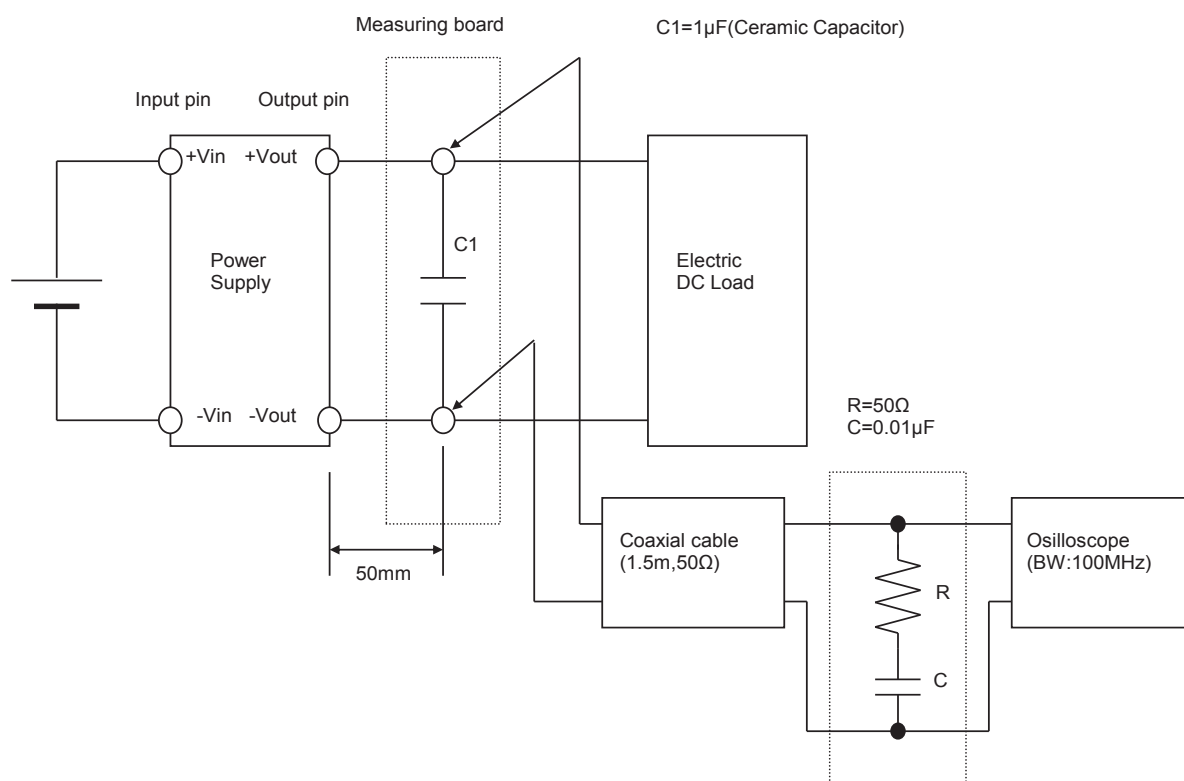 Measuring board
C1=1µF(Ceramic Capacitor)
Input pin
Output pin
+Vin
+Vout
C1
Power
Supply
Electric
DC Load
-Vin
-Vout
R=50Ω
C=0.01µF
50mm
Coaxial cable
(1.5m,50Ω)
R
C
Osilloscope
(BW:100MHz)